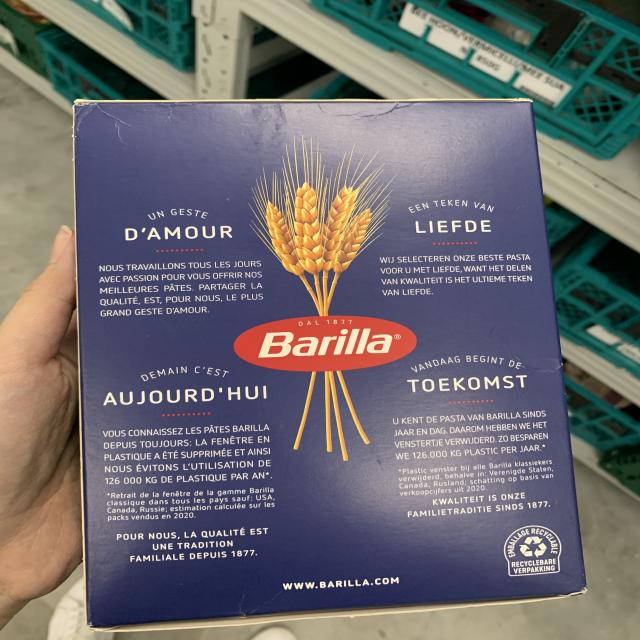 UN GESTE
D'AMOUR
NOUS TRAVAILLONS TOUS LES JOURS
AVEC PASSION POUR VOUS OFFRIR NOS
MEILLEURES PÂTES. PARTAGER LA
QUALITÉ, EST, POUR NOUS, LE PLUS
GRAND GESTE D'AMOUR.
EEN TEKEN VAN
LIEFDE
WIJ SELECTEREN ONZE BESTE PASTA
VOOR U MET LIEFDE, WANT HET DELEN
VAN KWALITEIT IS HET ULTIEME TEKEN
VAN LIEFDE.
DAL 1877
Barilla®
DEMAIN C'EST
AUJOURD'HUI
VOUS CONNAISSEZ LES PÂTES BARILLA
DEPUIS TOUJOURS: LA FENÊTRE EN
PLASTIQUE A ÉTÉ SUPPRIMÉE ET AINSI
NOUS ÉVITONS L'UTILISATION DE
126 000 KG DE PLASTIQUE PAR AN*.
*Retrait de la fenêtre de la gamme Barilla
classique dans tous les pays sauf: USA,
Canada, Russie; estimation calculée sur les
packs vendus en 2020.
POUR NOUS, LA QUALITÉ EST
UNE TRADITION
FAMILIALE DEPUIS 1877.
VANDAAG BEGINT DE
TOEKOMST
U KENT DE PASTA VAN BARILLA SINDS
JAAR EN DAG. DAAROM HEBBEN WE HET
VENSTERTJE VERWIJDERD. ZO BESPAREN
WE 126.000 KG PLASTIC PER JAAR.*
*Plastic venster bij alle Barilla klassiekers
verwijderd, behalve in: Verenigde Staten,
Canada, Rusland; schatting op basis van
verkoopcijfers uit 2020.
KWALITEIT IS ONZE
FAMILIETRADITIE SINDS 1877.
EMBALLAGE RECYCLABLE
RECYCLEBARE
VERPAKKING
WWW.BARILLA.COM